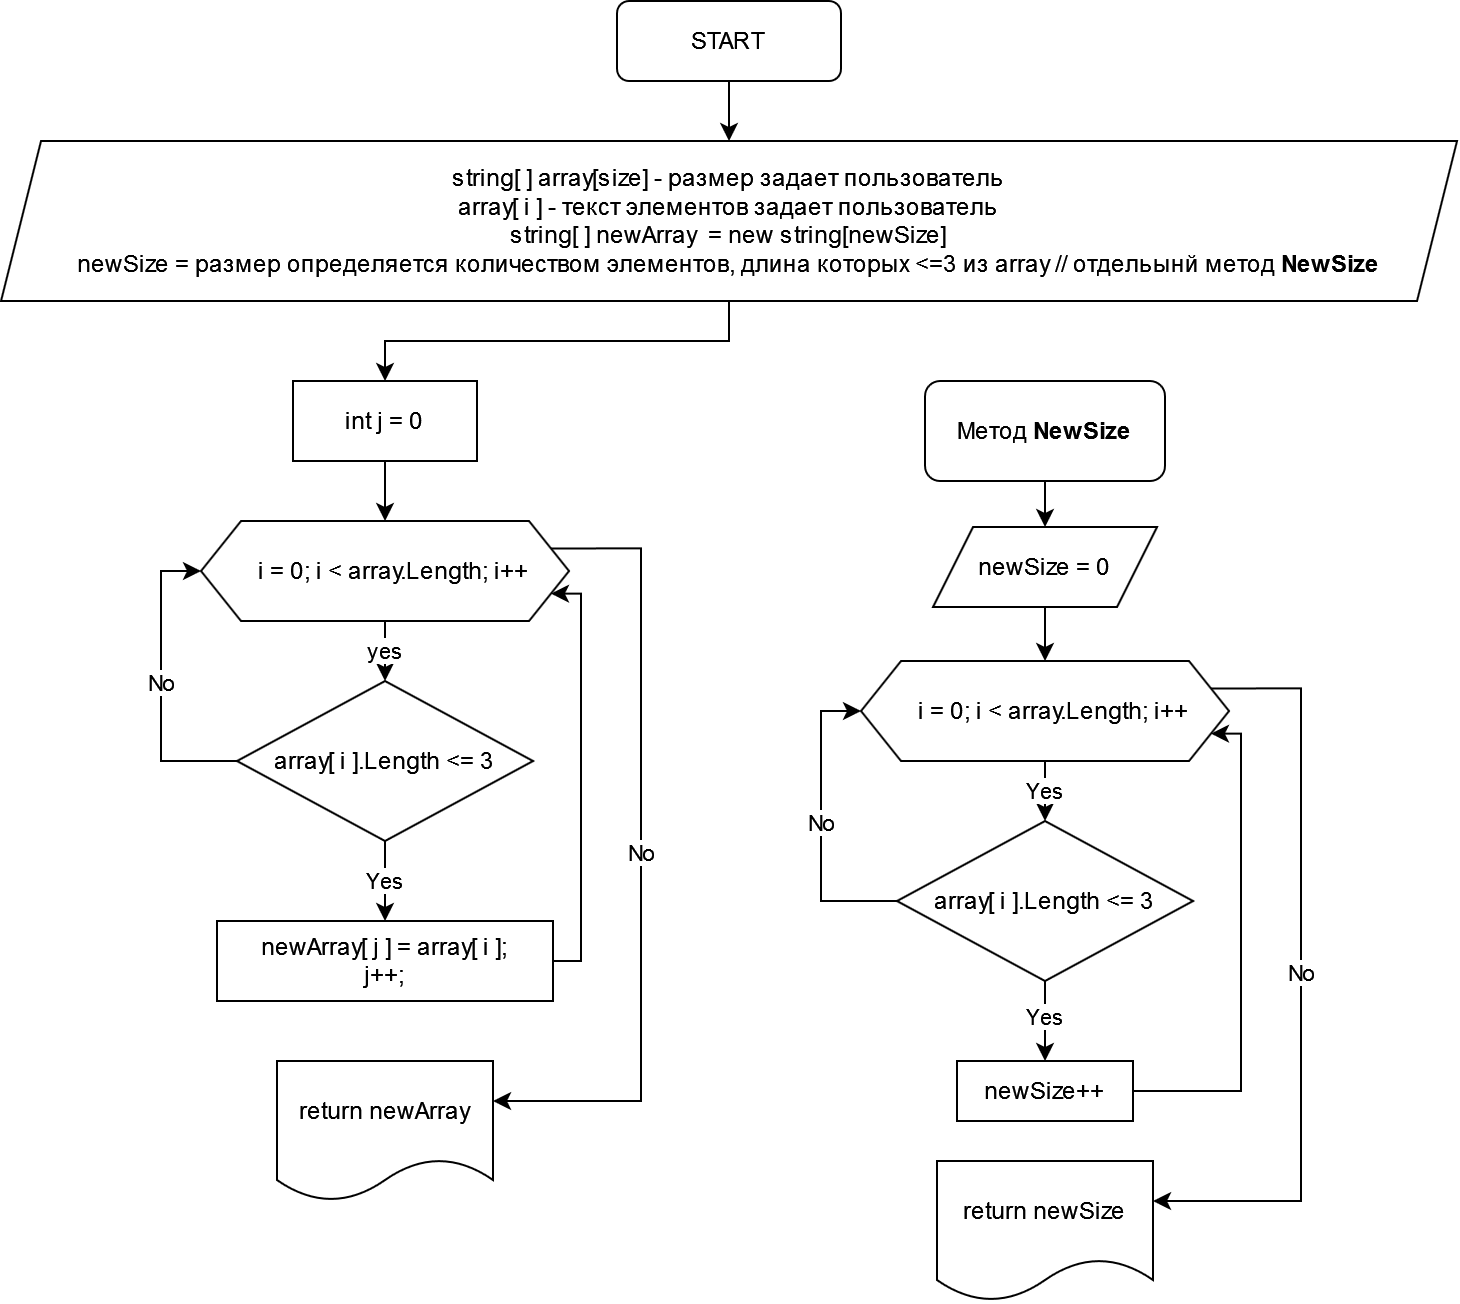 START
string[ ] array[size] - размер задает пользователь
array[ i ] - текст элементов задает пользователь
string[ ] newArray = new string[newSize]
newSize = размер определяется количеством элементов, длина которых <=3 из array // отдельынй метод NewSize
int j = 0
i = 0; i < array.Length; i++
yes
No
array[ i ].Length <= 3
No
Yes
newArray[ j ] = array[ i ];
j++;
return newArray
Метод NewSize
newSize = 0
i = 0; i < array.Length; i++
Yes
No
array[ i ].Length <= 3
No
Yes
newSize++
return newSize